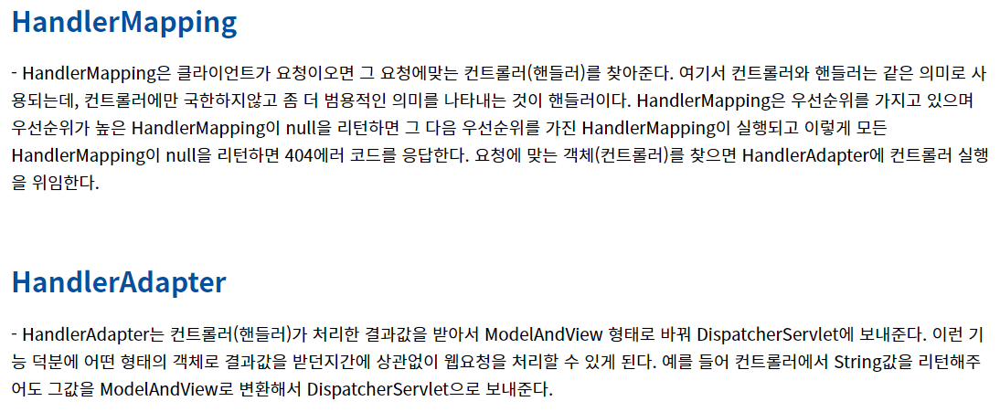 HandlerMapping
- HandlerMapping은 클라이언트가 요청이오면 그 요청에맞는 컨트롤러(핸들러)를 찾아준다. 여기서 컨트롤러와 핸들러는 같은 의미로 사
용되는데, 컨트롤러에만 국한하지않고 좀 더 범용적인 의미를 나타내는 것이 핸들러이다. HandlerMapping은 우선순위를 가지고 있으며
우선순위가 높은 HandlerMapping이 null을 리턴하면 그 다음 우선순위를 가진 HandlerMapping이 실행되고 이렇게 모든
HandlerMapping이 null을 리턴하면 404에러 코드를 응답한다. 요청에 맞는 객체(컨트롤러)를 찾으면 HandlerAdapter에 컨트롤러 실행
을 위임한다.
HandlerAdapter
- HandlerAdapter는 컨트롤러(핸들러)가 처리한 결과값을 받아서 ModelAndView 형태로 바꿔 DispatcherServlet에 보내준다. 이런 기
능 덕분에 어떤 형태의 객체로 결과값을 받던지간에 상관없이 웹요청을 처리할 수 있게 된다. 예를 들어 컨트롤러에서 String값을 리턴해주
어도 그값을 ModelAndView로 변환해서 DispatcherServlet으로 보내준다.